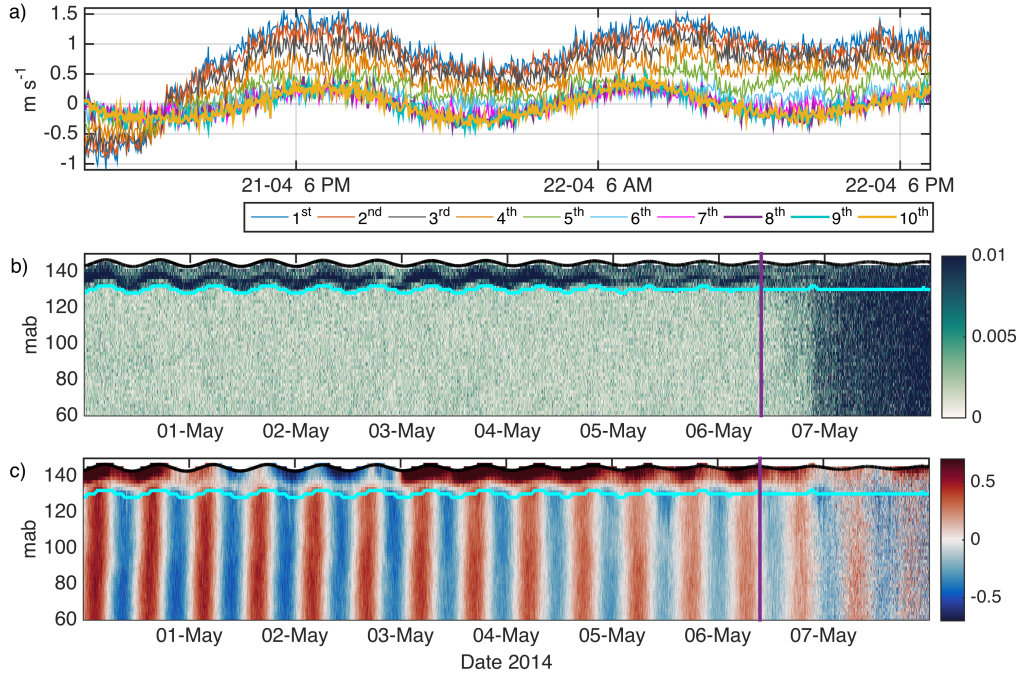 a)
1.5
1
0.5
0
-0.5
-1
m s-1
21-04 6 PM
22-04 6 AM
22-04 6 PM
1st 2nd 3rd 4th 5th 6th 7th 8th 9th 10th
b)
140
120
100
80
60
mab
01-May 02-May 03-May 04-May 05-May 06-May 07-May
0.01
0.005
0
c)
140
120
100
80
60
mab
01-May 02-May 03-May 04-May 05-May 06-May 07-May
0.5
0
-0.5
Date 2014